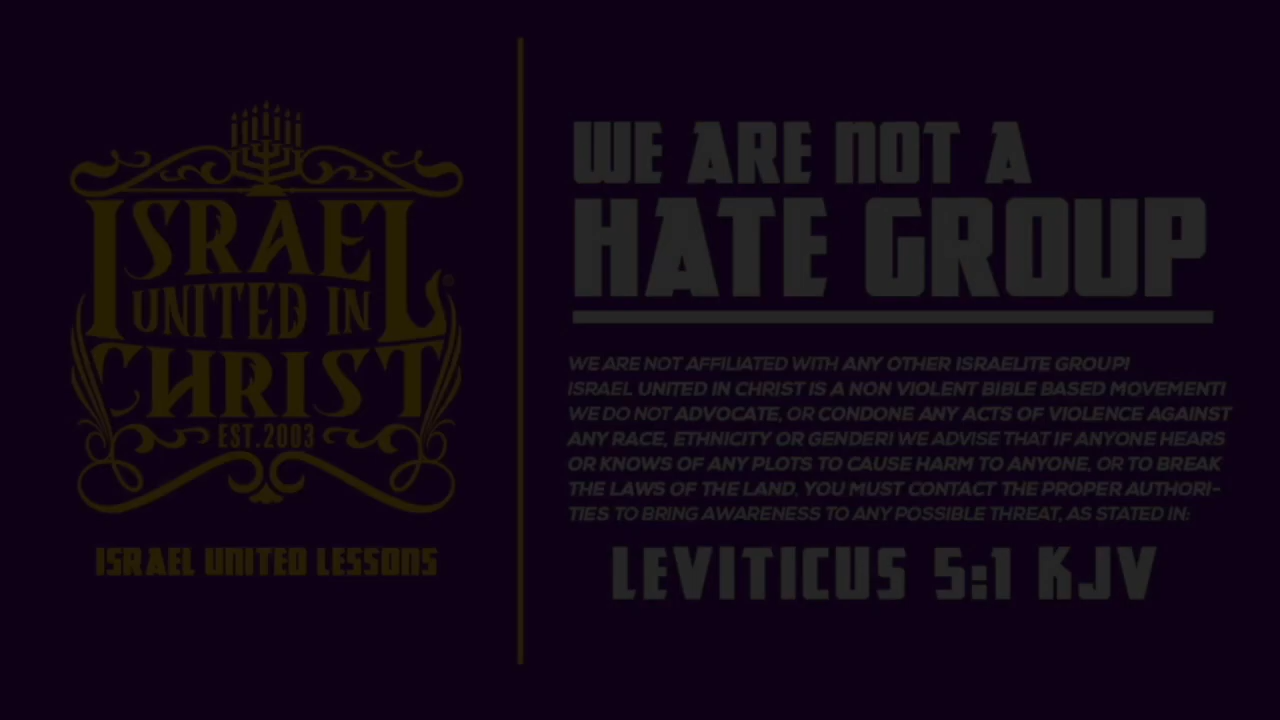 ISRAEL
UNITED IN
CHRIST
EST.2003
ISRAEL UNITED LESSONS
WE ARE NOT A
HATE GROUP
WE ARE NOT AFFILIATED WITH ANY OTHER ISRAELITE GROUP!
ISRAEL UNITED IN CHRIST IS A NON VIOLENT BIBLE BASED MOVEMENT!
WE DO NOT ADVOCATE, OR CONDONE ANY ACTS OF VIOLENCE AGAINST
ANY RACE, ETHNICITY OR GENDER! WE ADVISE THAT IF ANYONE HEARS
OR KNOWS OF ANY PLOTS TO CAUSE HARM TO ANYONE, OR TO BREAK
THE LAWS OF THE LAND. YOU MUST CONTACT THE PROPER AUTHORI-
TIES TO BRING AWARENESS TO ANY POSSIBLE THREAT, AS STATED IN:
LEVITICUS 5:1 KJV